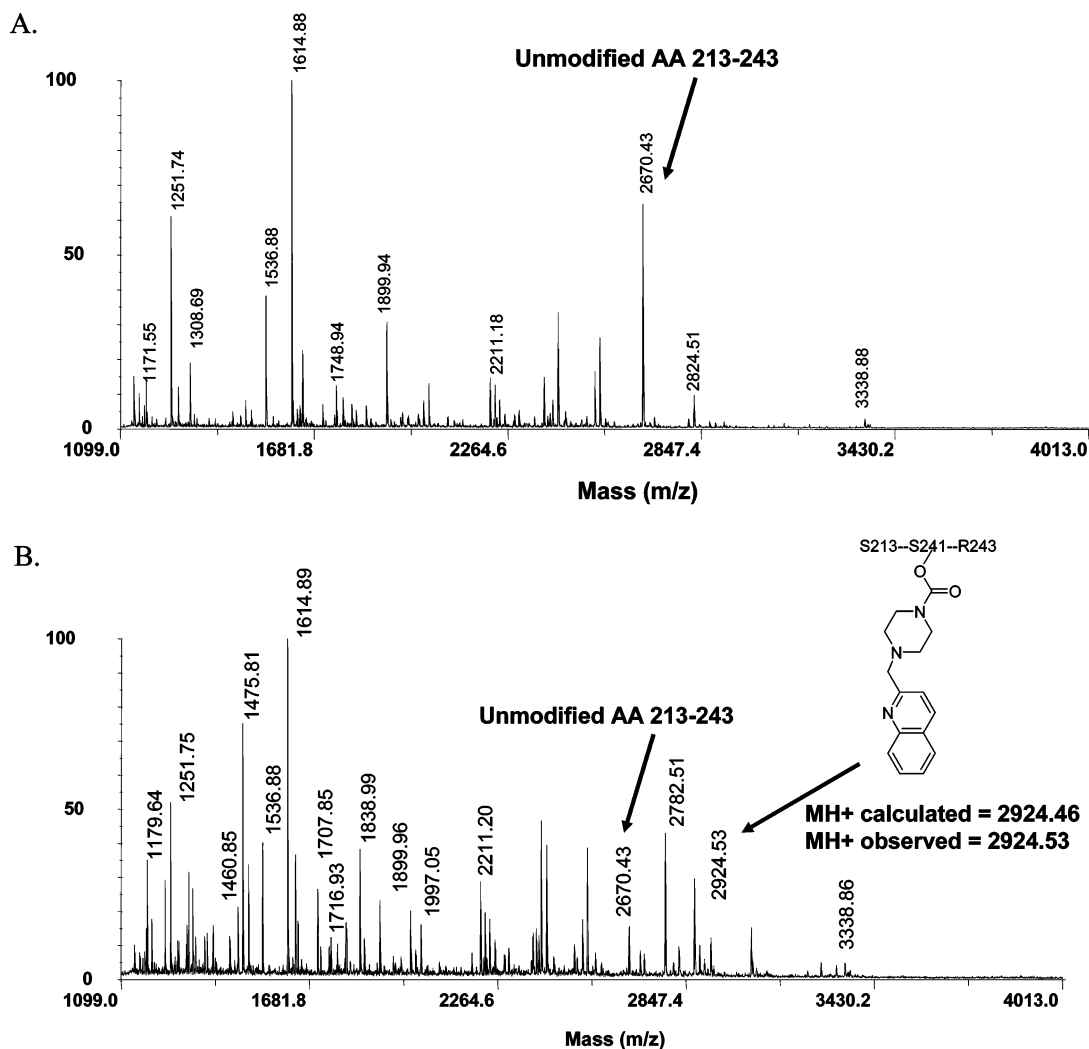 A.
Unmodified AA 213-243
100
50
0
1171.55
1251.74
1308.69
1536.88
1614.88
1748.94
1899.94
2211.18
2670.43
2824.51
3338.88
1099.0 1681.8 2264.6 2847.4 3430.2 4013.0
Mass (m/z)
B.
S213--S241--R243
O
O
N
N
N
Unmodified AA 213-243
MH+ calculated = 2924.46
MH+ observed = 2924.53
100
50
0
1179.64
1251.75
1460.85
1475.81
1536.88
1614.89
1707.85
1716.93
1838.99
1899.96
1997.05
2211.20
2670.43
2782.51
2924.53
3338.86
1099.0 1681.8 2264.6 2847.4 3430.2 4013.0
Mass (m/z)